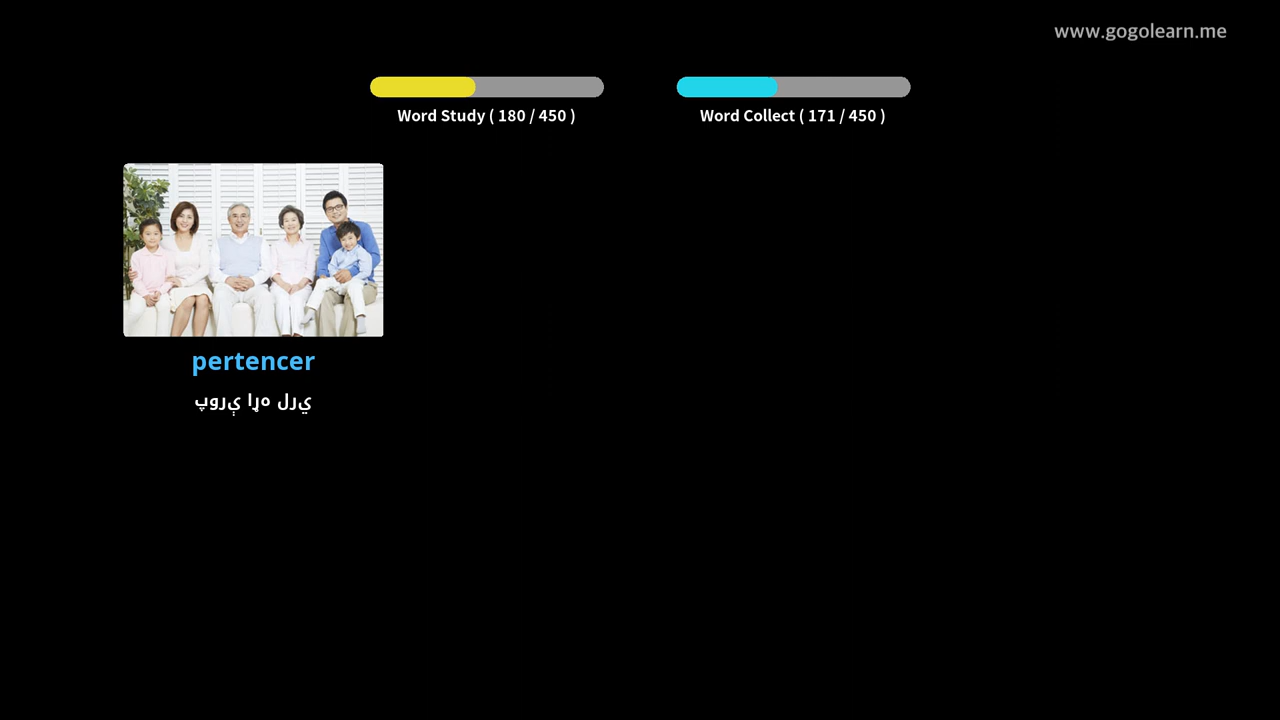 www.gogolearn.me
Word Study ( 180 / 450 )
Word Collect ( 171 / 450 )
pertencer
پورې اړه لري